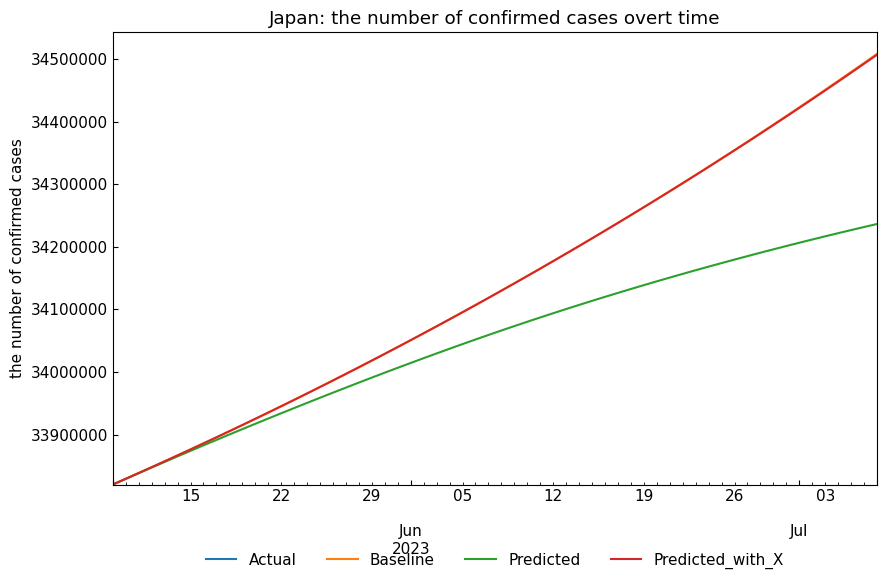 Japan: the number of confirmed cases overt time
the number of confirmed cases
34500000
34400000
34300000
34200000
34100000
34000000
33900000
15 22 29 05 12 19 26 03
Jun Jul
2023
Actual Baseline Predicted Predicted_with_X